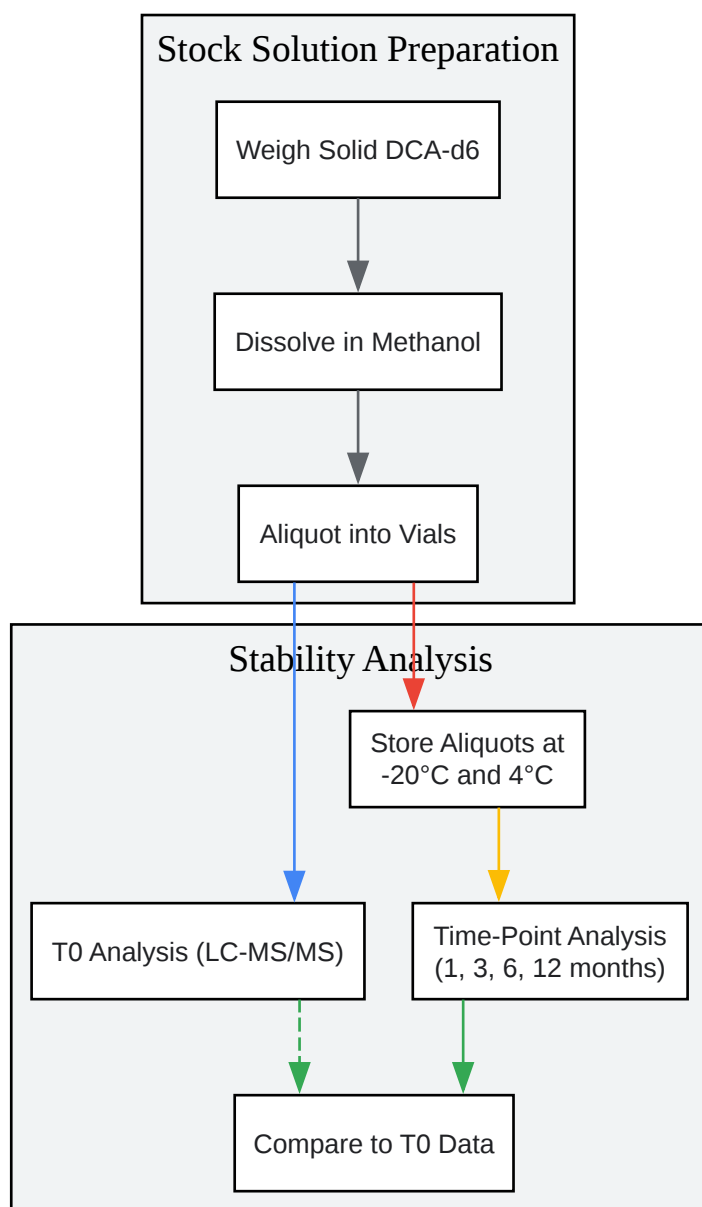 Stock Solution Preparation
Weigh Solid DCA-d6
Dissolve in Methanol
Aliquot into Vials
Stability Analysis
Store Aliquots at
-20°C and 4°C
T0 Analysis (LC-MS/MS)
Time-Point Analysis
(1, 3, 6, 12 months)
Compare to T0 Data